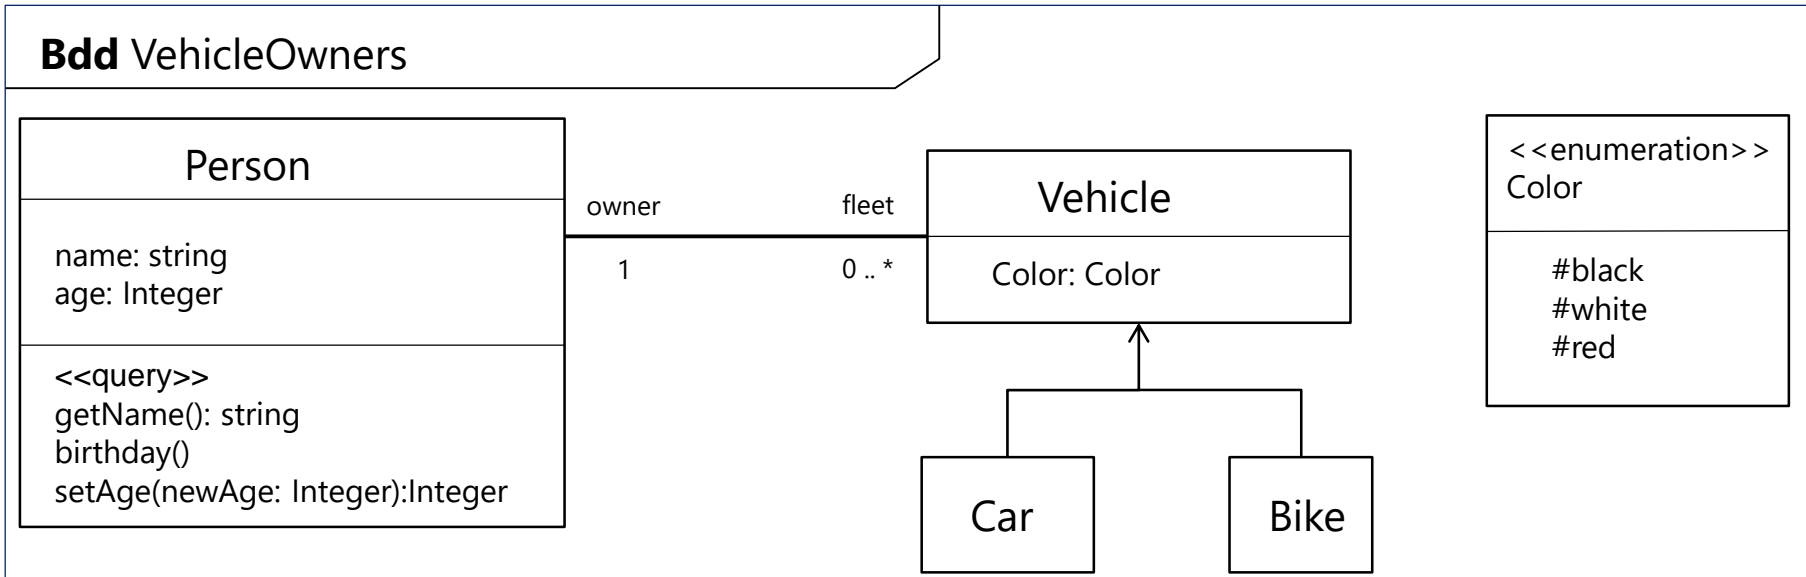 Bdd VehicleOwners
Person
name: string
age: Integer
<<query>>
getName(): string
birthday()
setAge(newAge: Integer):Integer
owner
fleet
1
0 .. *
Vehicle
Color: Color
Car
Bike
<<enumeration>>
Color
#black
#white
#red